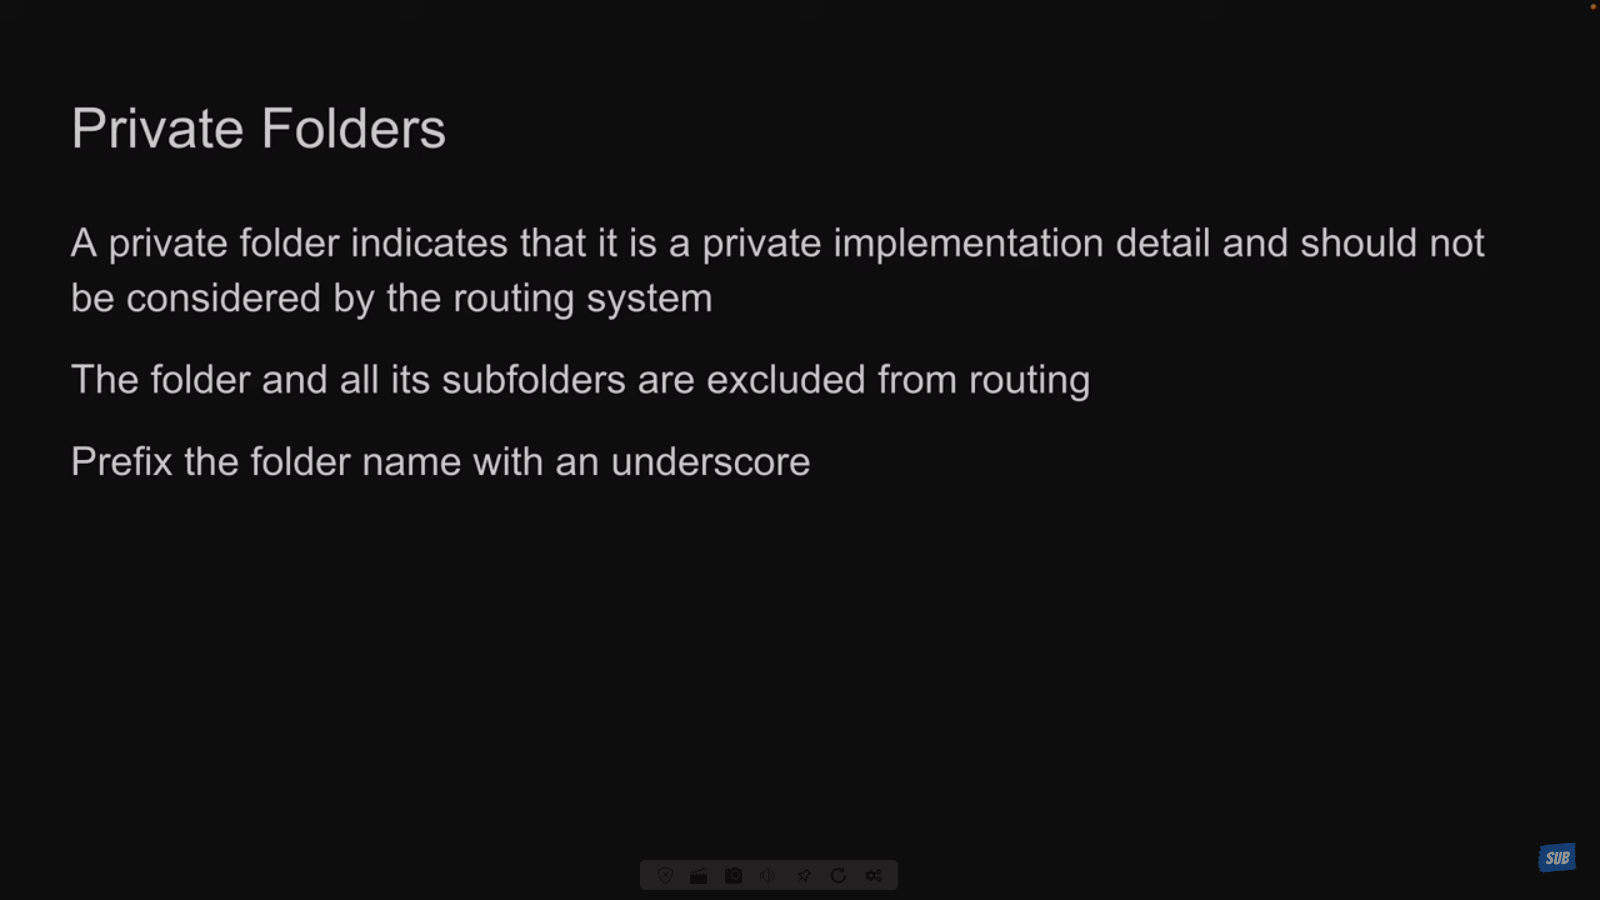 Private Folders
A private folder indicates that it is a private implementation detail and should not
be considered by the routing system
The folder and all its subfolders are excluded from routing
Prefix the folder name with an underscore
SUB